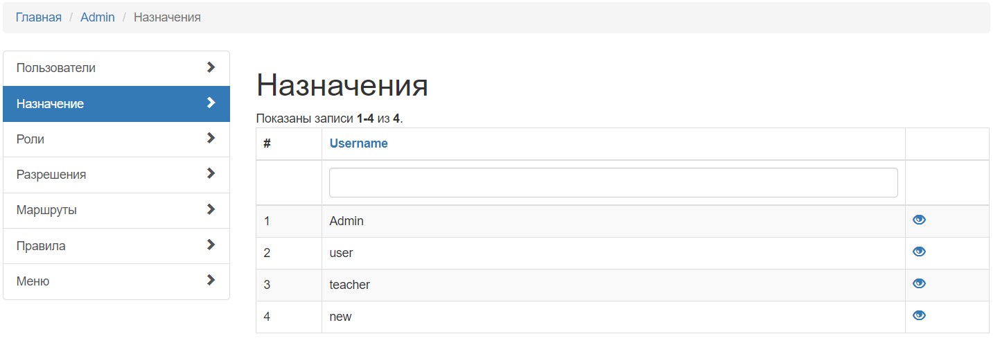 Главная / Admin / Назначения
Пользователи
Назначение
Роли
Разрешения
Маршруты
Правила
Меню
Назначения
Показаны записи 1-4 из 4.
# Username
1 Admin
2 user
3 teacher
4 new